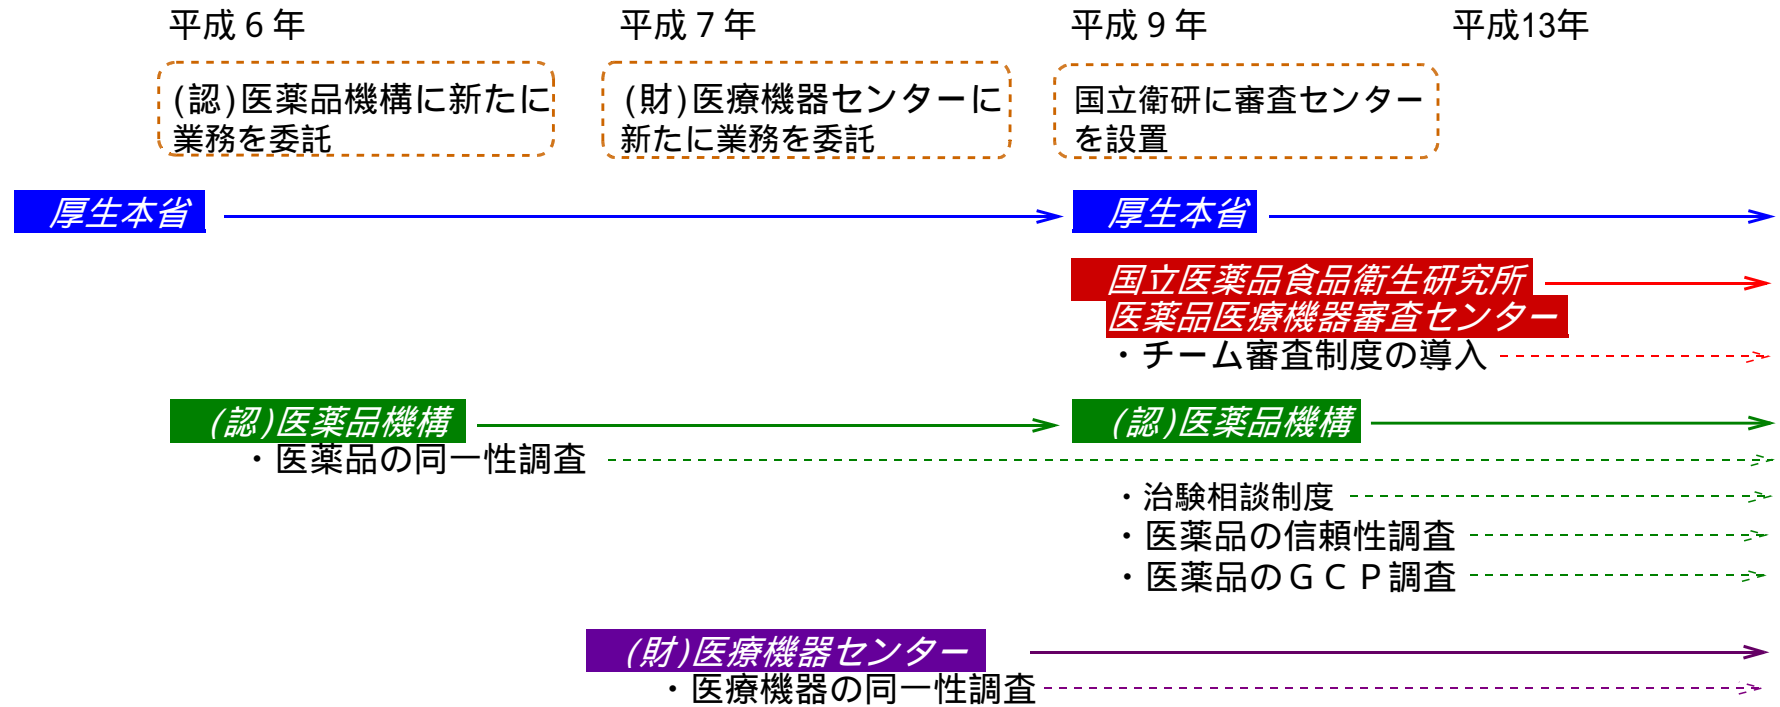 平成６年
平成７年
平成９年
平成13年
(認)医薬品機構に新たに
業務を委託
(財)医療機器センターに
新たに業務を委託
国立衛研に審査センター
を設置
厚生本省
厚生本省
国立医薬品食品衛生研究所
医薬品医療機器審査センター
・チーム審査制度の導入
(認)医薬品機構
(認)医薬品機構
・医薬品の同一性調査
・治験相談制度
・医薬品の信頼性調査
・医薬品のＧＣＰ調査
(財)医療機器センター
・医療機器の同一性調査